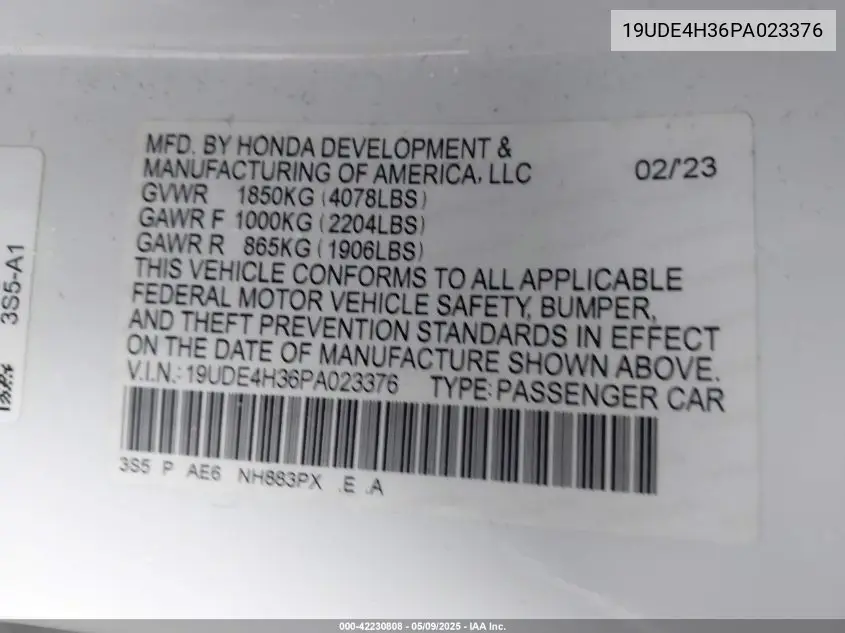 19UDE4H36PA023376
MFD. BY HONDA DEVELOPMENT &
MANUFACTURING OF AMERICA, LLC 02/'23
GVWR 1850KG (4078LBS)
GAWR F 1000KG (2204LBS)
GAWR R 865KG (1906LBS)
THIS VEHICLE CONFORMS TO ALL APPLICABLE
FEDERAL MOTOR VEHICLE SAFETY, BUMPER,
AND THEFT PREVENTION STANDARDS IN EFFECT
ON THE DATE OF MANUFACTURE SHOWN ABOVE.
V.I.N.: 19UDE4H36PA023376 TYPE: PASSENGER CAR
3S5 P AE6 NH883PX .E .A
3S5-A1
000-42230808 - 05/09/2025 - IAA Inc.